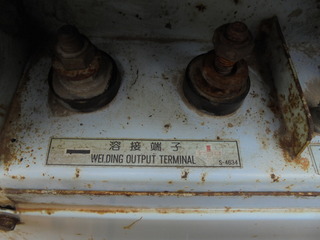 溶接端子
WELDING OUTPUT TERMINAL S-4634